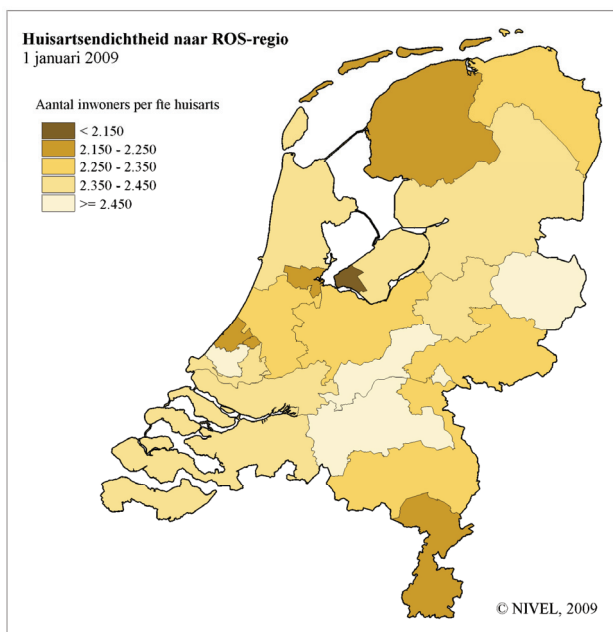 Huisartsendichtheid naar ROS-regio
1 januari 2009
Aantal inwoners per fte huisarts
< 2.150
2.150 - 2.250
2.250 - 2.350
2.350 - 2.450
>= 2.450
© NIVEL, 2009